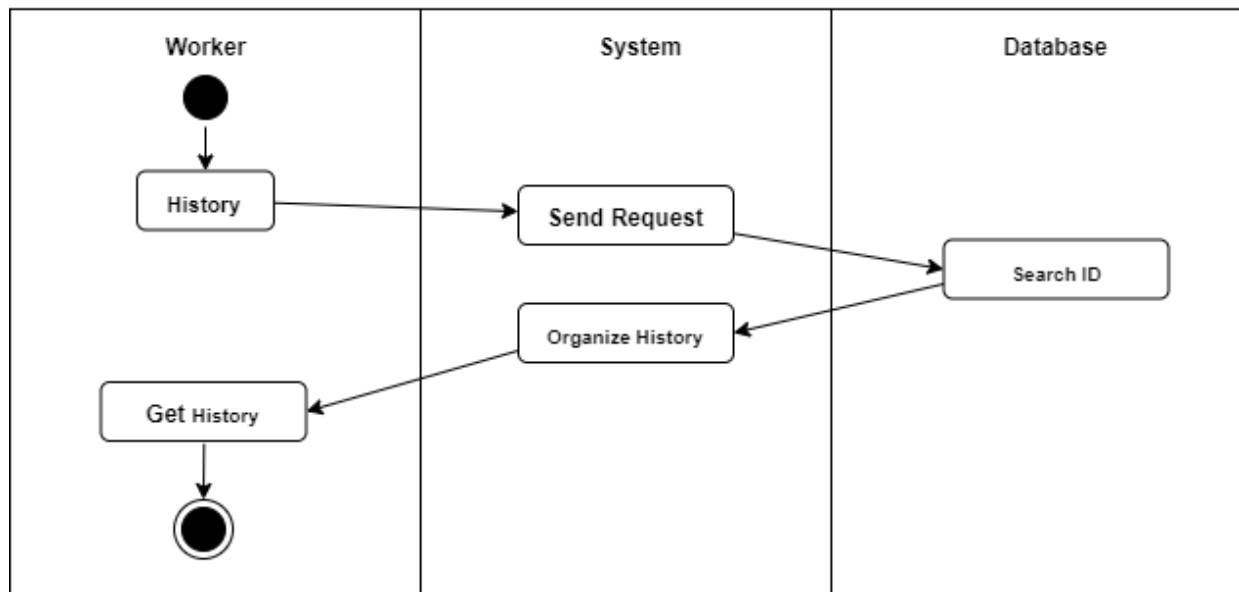 Worker
System
Database
History
Send Request
Search ID
Organize History
Get History